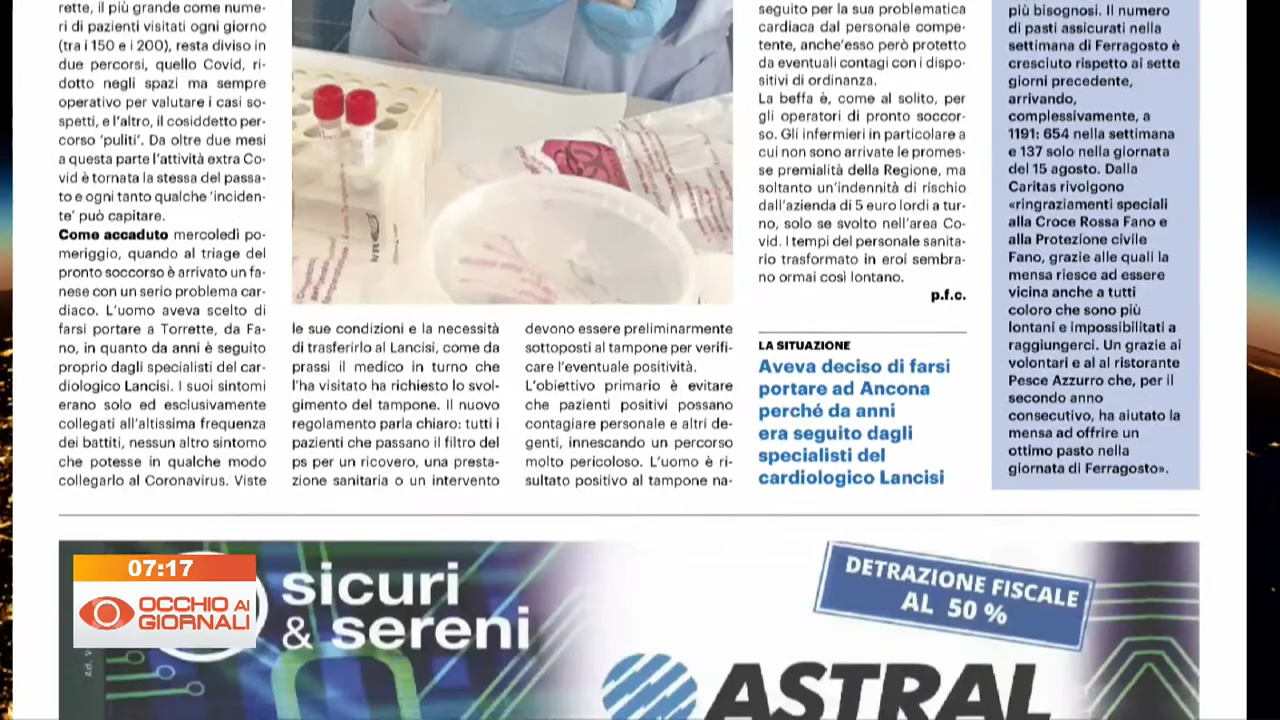 rette, il più grande come nume-
ri di pazienti visitati ogni giorno
(tra i 150 e i 200), resta diviso in
due percorsi, quello Covid, ri-
dotto negli spazi ma sempre
operativo per valutare i casi so-
spetti, e l'altro, il cosiddetto per-
corso 'puliti'. Da oltre due mesi
a questa parte l'attività extra Co-
vid è tornata la stessa del passa-
to e ogni tanto qualche 'inciden-
te' può capitare.
Come accaduto mercoledì po-
meriggio, quando al triage del
pronto soccorso è arrivato un fa-
nese con un serio problema car-
diaco. L'uomo aveva scelto di
farsi portare a Torrette, da Fa-
no, in quanto da anni è seguito
proprio dagli specialisti del car-
diologico Lancisi. I suoi sintomi
erano solo ed esclusivamente
collegati all'altissima frequenza
dei battiti, nessun altro sintomo
che potesse in qualche modo
collegarlo al Coronavirus. Viste
le sue condizioni e la necessità
di trasferirlo al Lancisi, come da
prassi il medico in turno che
l'ha visitato ha richiesto lo svol-
gimento del tampone. Il nuovo
regolamento parla chiaro: tutti i
pazienti che passano il filtro del
ps per un ricovero, una presta-
zione sanitaria o un intervento
devono essere preliminarmente
sottoposti al tampone per verifi-
care l'eventuale positività.
L'obiettivo primario è evitare
che pazienti positivi possano
contagiare personale e altri de-
genti, innescando un percorso
molto pericoloso. L'uomo è ri-
sultato positivo al tampone na-
seguito per la sua problematica
cardiaca dal personale compe-
tente, anche'esso però protetto
da eventuali contagi con i dispo-
sitivi di ordinanza.
La beffa è, come al solito, per
gli operatori di pronto soccor-
so. Gli infermieri in particolare a
cui non sono arrivate le promes-
se premialità della Regione, ma
soltanto un'indennità di rischio
dall'azienda di 5 euro lordi a tur-
no, solo se svolto nell'area Co-
vid. I tempi del personale sanita-
rio trasformato in eroi sembra-
no ormai così lontano.
p.f.c.
LA SITUAZIONE
Aveva deciso di farsi
portare ad Ancona
perché da anni
era seguito dagli
specialisti del
cardiologico Lancisi
più bisognosi. Il numero
di pasti assicurati nella
settimana di Ferragosto è
cresciuto rispetto ai sette
giorni precedente,
arrivando,
complessivamente, a
1191: 654 nella settimana
e 137 solo nella giornata
del 15 agosto. Dalla
Caritas rivolgono
«ringraziamenti speciali
alla Croce Rossa Fano e
alla Protezione civile
Fano, grazie alle quali la
mensa riesce ad essere
vicina anche a tutti
coloro che sono più
lontani e impossibilitati a
raggiungerci. Un grazie ai
volontari e al al ristorante
Pesce Azzurro che, per il
secondo anno
consecutivo, ha aiutato la
mensa ad offrire un
ottimo pasto nella
giornata di Ferragosto».
07:17
OCCHIO AI
GIORNALI
sicuri
& sereni
DETRAZIONE FISCALE
AL 50 %
ASTRAL